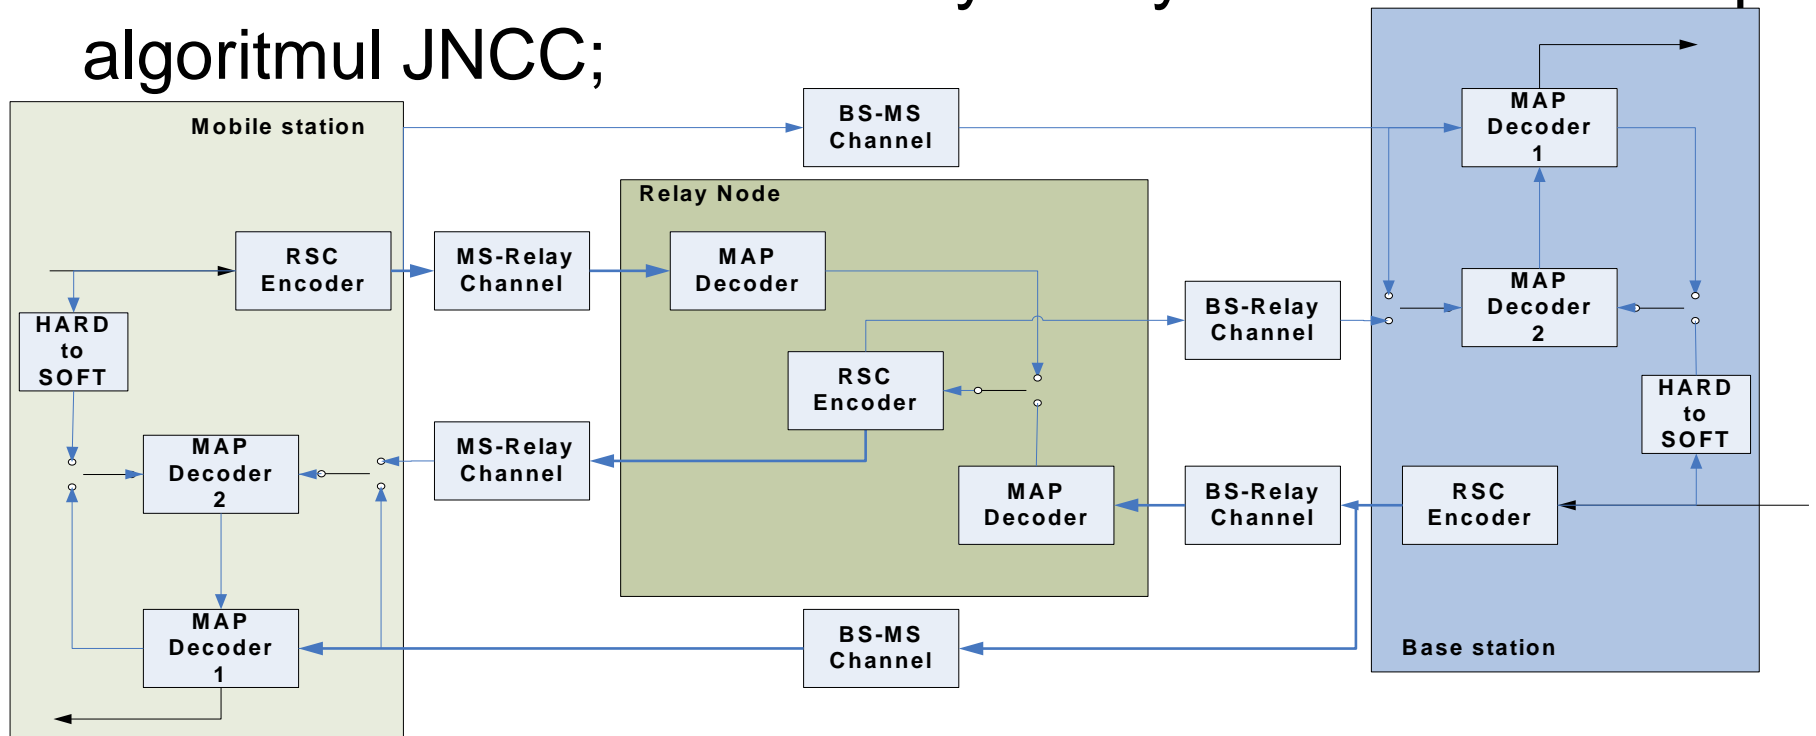 algoritmul JNCC;
Mobile station
BS-MS
Channel
MAP
Decoder
1
Relay Node
RSC
Encoder
MS-Relay
Channel
MAP
Decoder
BS-Relay
Channel
MAP
Decoder
2
HARD
to
SOFT
RSC
Encoder
HARD
to
SOFT
MAP
Decoder
2
MS-Relay
Channel
MAP
Decoder
BS-Relay
Channel
RSC
Encoder
MAP
Decoder
1
BS-MS
Channel
Base station